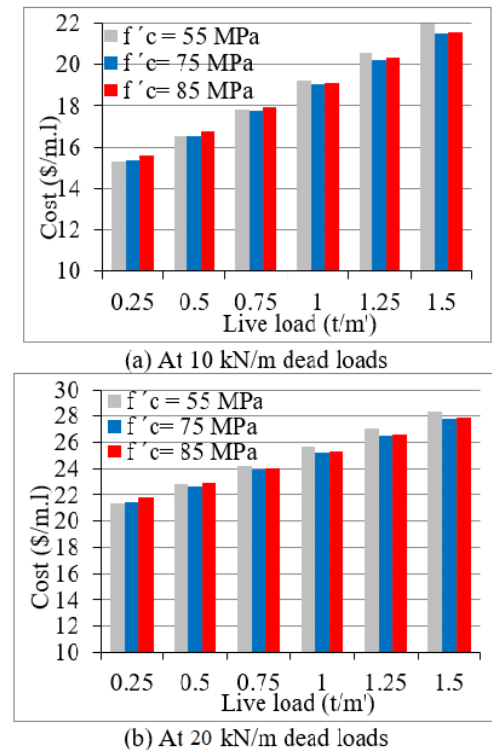 22
20
18
16
14
12
10
Cost ($/m.l)
f ´c = 55 MPa
f ´c = 75 MPa
f ´c= 85 MPa
0.25 0.5 0.75 1 1.25 1.5
Live load (t/m')
(a) At 10 kN/m dead loads
30
28
26
24
22
20
18
16
14
12
10
Cost ($/m.l)
f ´c = 55 MPa
f ´c = 75 MPa
f ´c = 85 MPa
0.25 0.5 0.75 1 1.25 1.5
Live load (t/m')
(b) At 20 kN/m dead loads